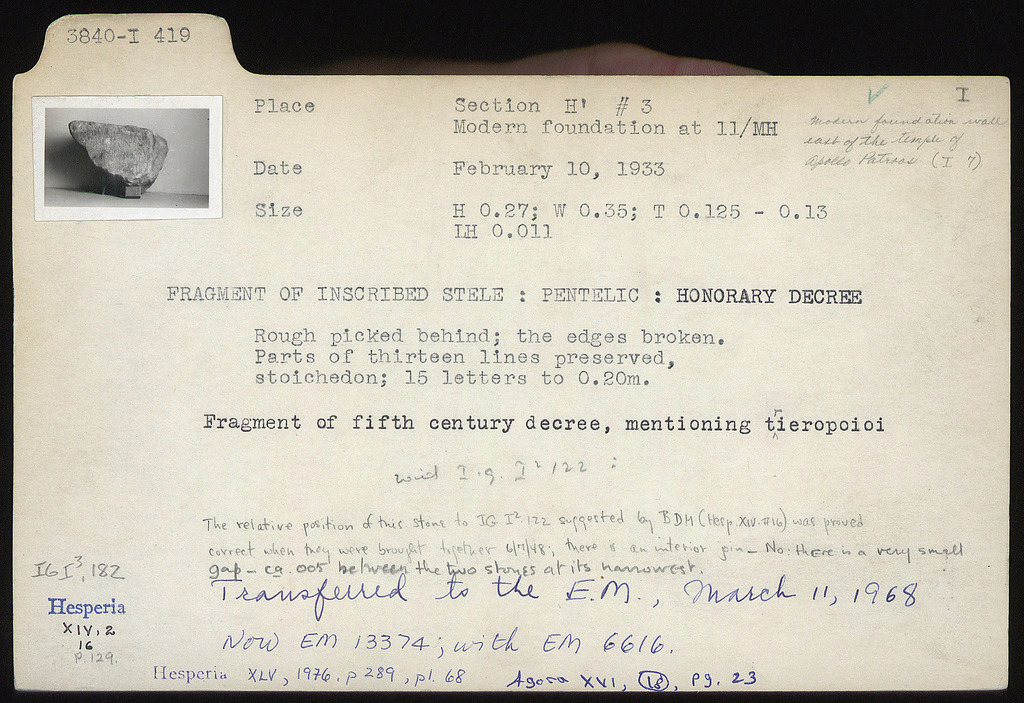 3840-I 419
I
Place Section H' # 3
Modern foundation at 11/MH
modern foundation wall
east of the temple of
Apollo Patroos (I 7)
Date February 10, 1933
Size H 0.27; W 0.35; T 0.125 - 0.13
LH 0.011
FRAGMENT OF INSCRIBED STELE : PENTELIC : HONORARY DECREE
Rough picked behind; the edges broken.
Parts of thirteen lines preserved,
stoichedon; 15 letters to 0.20m.
Fragment of fifth century decree, mentioning trieropoioi
with I.g. I² 122 :
The relative position of this stone to IG I².122 suggested by BDM (Hesp. XIV. #16) was proved
correct when they were brought together 6/7/48; there is an interior join – No: there is a very small
gap – ca .005 between the two stones at its narrowest.
IG I³, 182
Transferred to the E.M., March 11, 1968
Hesperia
XIV, 2
16
p. 129.
Now EM 13374; with EM 6616.
Hesperia XLV, 1976. p 289, pl. 68
Agora XVI, 18, pg. 23